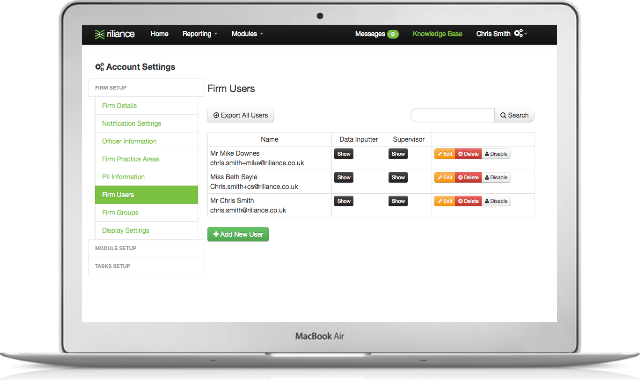 riliance Home Reporting Modules Messages 0 Knowledge Base Chris Smith
Account Settings
FIRM SETUP
Firm Details
Notification Settings
Officer Information
Firm Practice Areas
PII Information
Firm Users
Firm Groups
Display Settings
MODULE SETUP
TASKS SETUP
Firm Users
Export All Users Search
Name Data Inputter Supervisor
Mr Mike Downes
chris.smith+mike@riliance.co.uk
Show Show Edit Delete Disable
Miss Beth Sayle
Chris.smith+cs@riliance.co.uk
Show Show Edit Delete Disable
Mr Chris Smith
chris.smith@riliance.co.uk
Show Show Edit Delete Disable
Add New User
MacBook Air